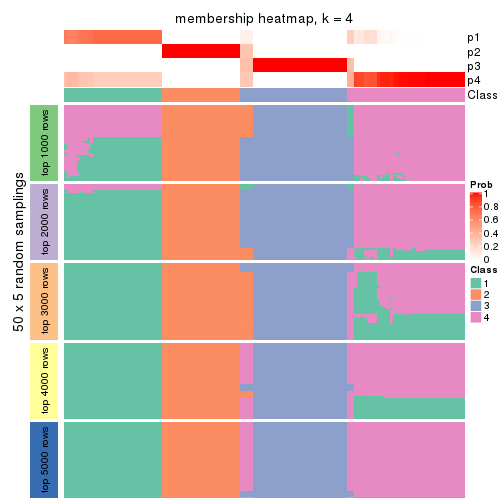 membership heatmap, k = 4
p1
p2
p3
p4
Class
50 x 5 random samplings
top 1000 rows
top 2000 rows
top 3000 rows
top 4000 rows
top 5000 rows
Prob
1
0.8
0.6
0.4
0.2
0
Class
1
2
3
4